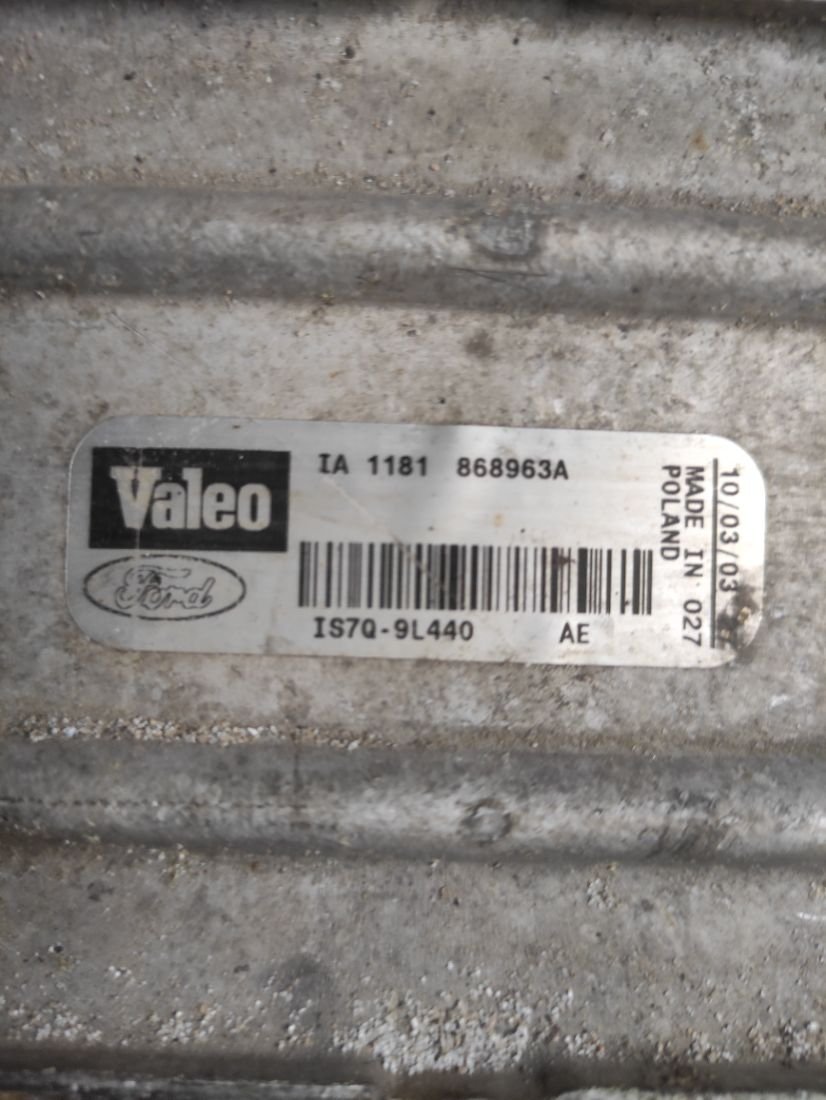 Valeo
Ford
IA 1181 868963A
IS7Q-9L440 AE
10/03/03
MADE IN 027
POLAND